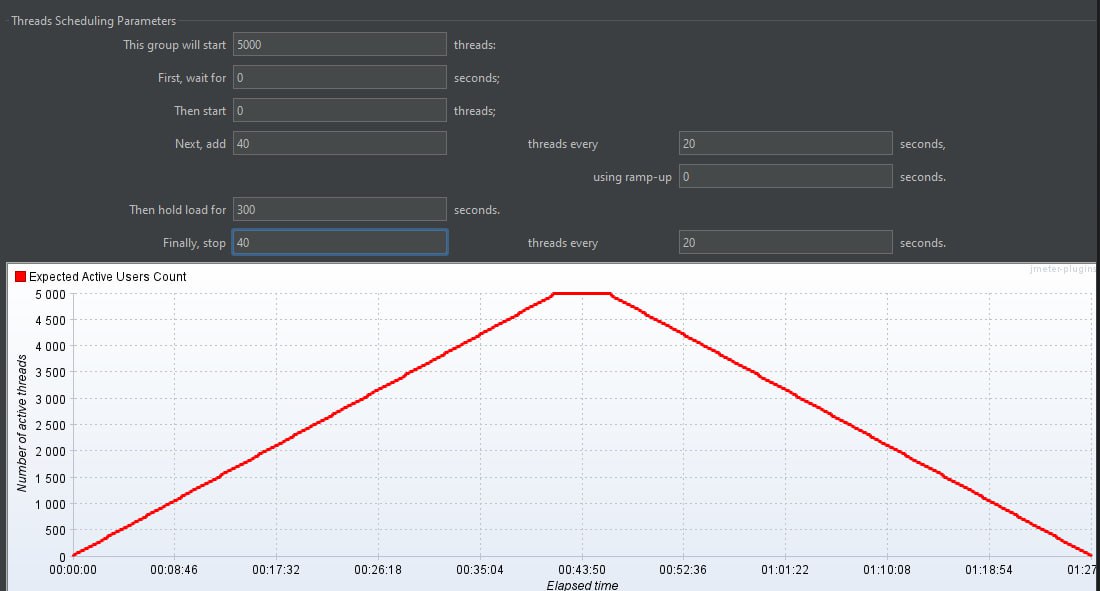 Threads Scheduling Parameters
This group will start 5000 threads:
First, wait for 0 seconds;
Then start 0 threads;
Next, add 40 threads every 20 seconds,
using ramp-up 0 seconds.
Then hold load for 300 seconds.
Finally, stop 40 threads every 20 seconds.
jmeter-plugins
Expected Active Users Count
5 000
4 500
4 000
3 500
3 000
2 500
2 000
1 500
1 000
500
0
Number of active threads
00:00:00 00:08:46 00:17:32 00:26:18 00:35:04 00:43:50 00:52:36 01:01:22 01:10:08 01:18:54 01:27
Elapsed time